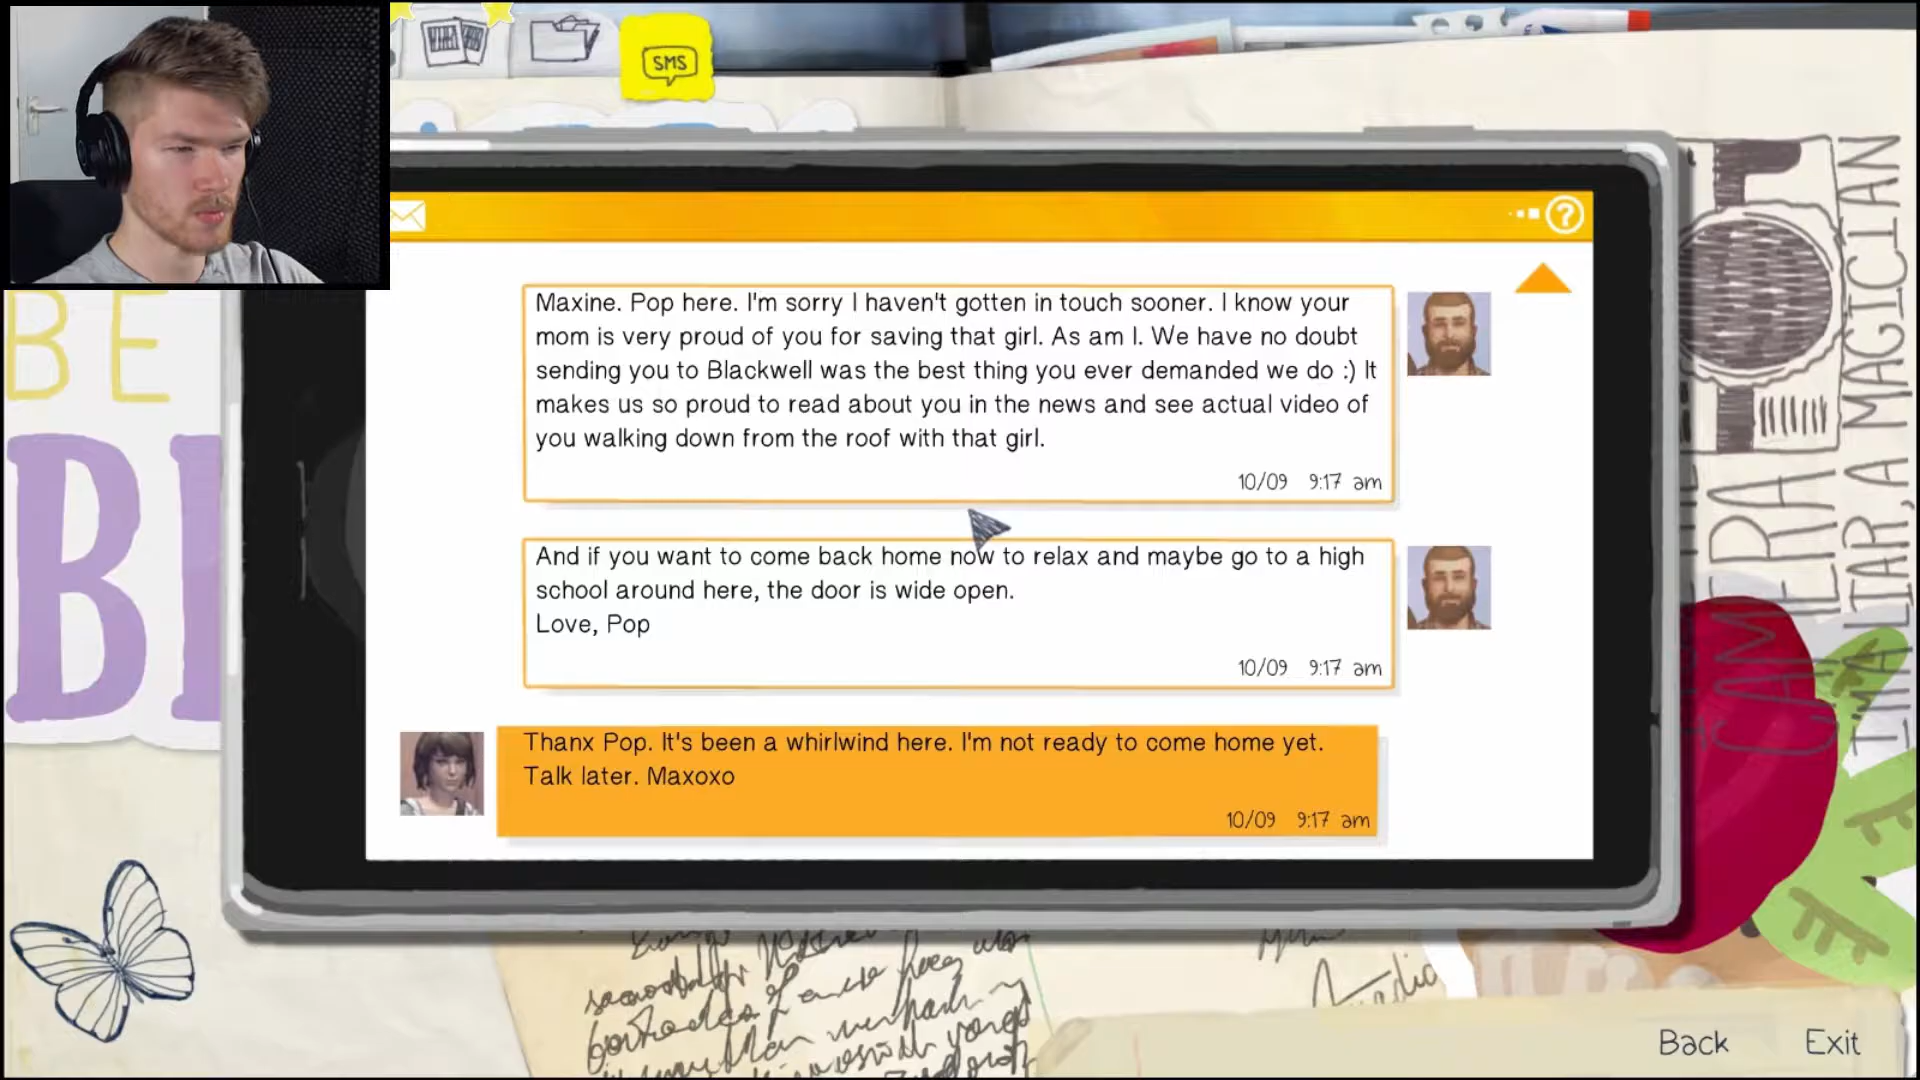 SMS
Maxine. Pop here. I'm sorry I haven't gotten in touch sooner. I know your
mom is very proud of you for saving that girl. As am I. We have no doubt
sending you to Blackwell was the best thing you ever demanded we do :) It
makes us so proud to read about you in the news and see actual video of
you walking down from the roof with that girl.
10/09 9:17 am
And if you want to come back home now to relax and maybe go to a high
school around here, the door is wide open.
Love, Pop
10/09 9:17 am
Thanx Pop. It's been a whirlwind here. I'm not ready to come home yet.
Talk later. Maxoxo
10/09 9:17 am
BE
CAMERA
LIAR, A MAGICIAN
Back Exit